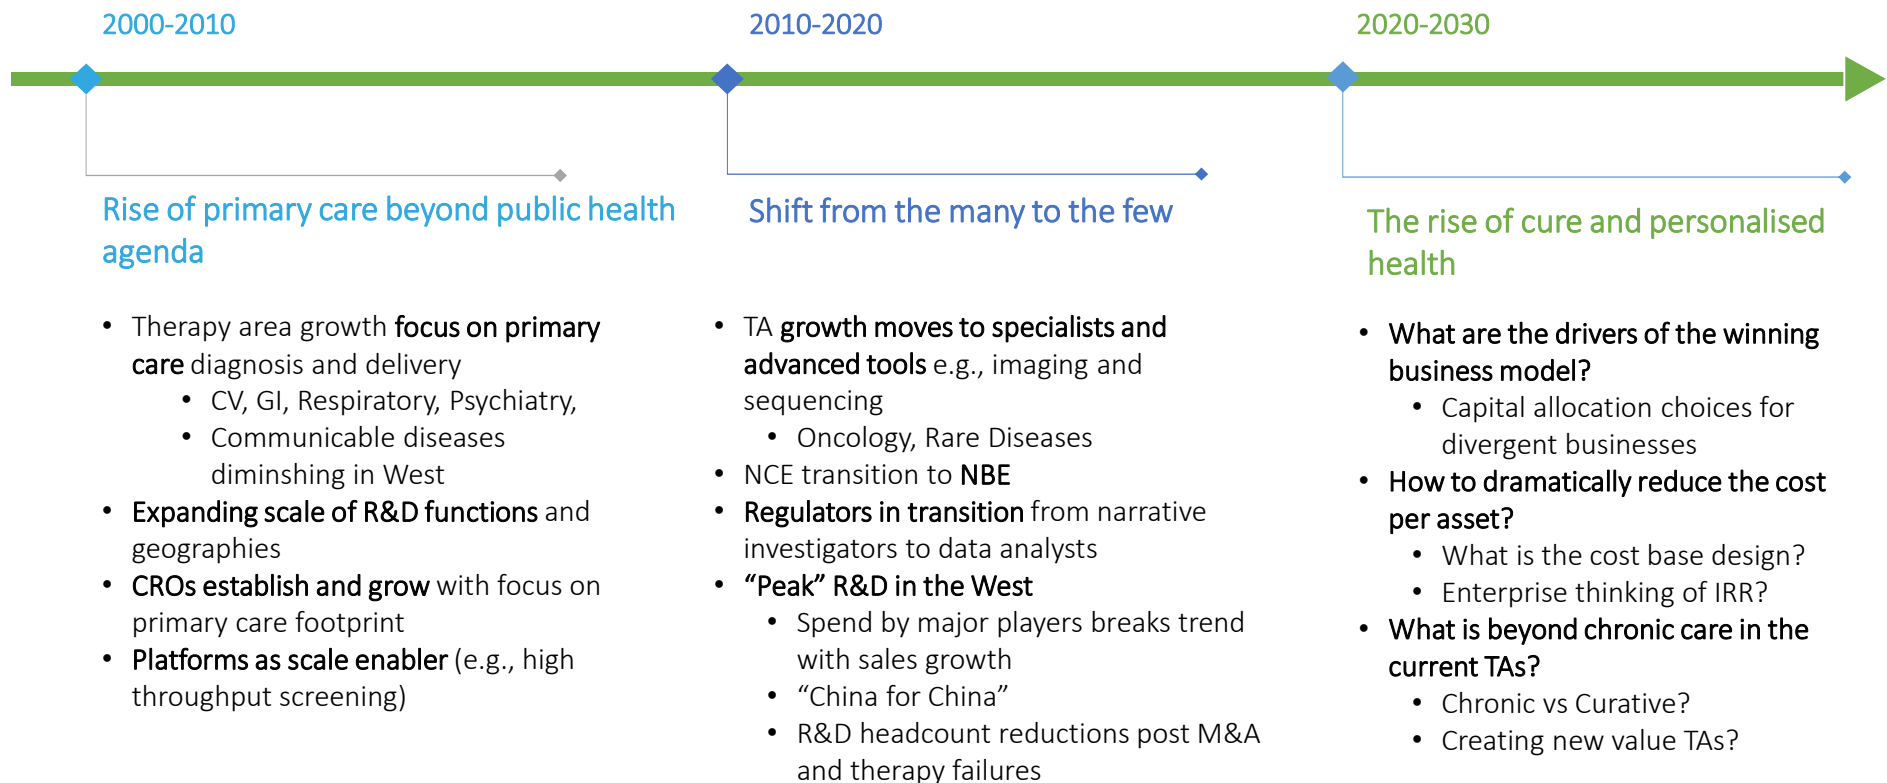 2000-2010
Rise of primary care beyond public health
agenda
• Therapy area growth focus on primary
care diagnosis and delivery
• CV, GI, Respiratory, Psychiatry,
• Communicable diseases
diminshing in West
• Expanding scale of R&D functions and
geographies
• CROs establish and grow with focus on
primary care footprint
• Platforms as scale enabler (e.g., high
throughput screening)
2010-2020
Shift from the many to the few
• TA growth moves to specialists and
advanced tools e.g., imaging and
sequencing
• Oncology, Rare Diseases
• NCE transition to NBE
• Regulators in transition from narrative
investigators to data analysts
• “Peak” R&D in the West
• Spend by major players breaks trend
with sales growth
• “China for China”
• R&D headcount reductions post M&A
and therapy failures
2020-2030
The rise of cure and personalised
health
• What are the drivers of the winning
business model?
• Capital allocation choices for
divergent businesses
• How to dramatically reduce the cost
per asset?
• What is the cost base design?
• Enterprise thinking of IRR?
• What is beyond chronic care in the
current TAs?
• Chronic vs Curative?
• Creating new value TAs?